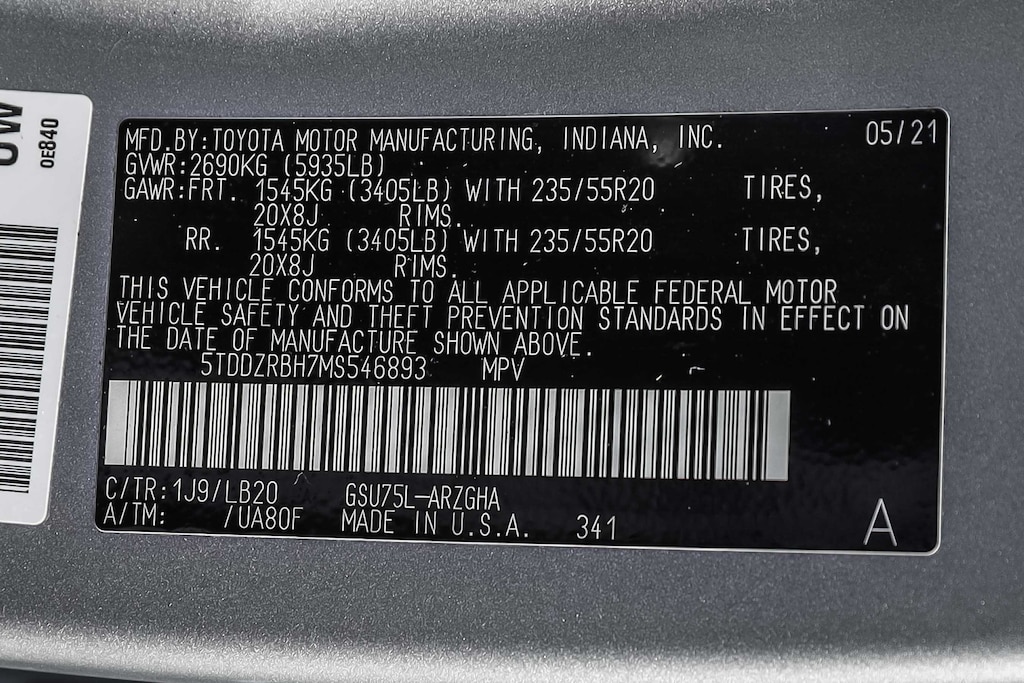 MFD.BY:TOYOTA MOTOR MANUFACTURING, INDIANA, INC. 05/21
GVWR:2690KG (5935LB)
GAWR:FRT. 1545KG (3405LB) WITH 235/55R20 TIRES,
20X8J RIMS.
RR. 1545KG (3405LB) WITH 235/55R20 TIRES,
20X8J RIMS.
THIS VEHICLE CONFORMS TO ALL APPLICABLE FEDERAL MOTOR
VEHICLE SAFETY AND THEFT PREVENTION STANDARDS IN EFFECT ON
THE DATE OF MANUFACTURE SHOWN ABOVE.
5TDDZRBH7MS546893 MPV
C/TR:1J9/LB20 GSU75L-ARZGHA
A/TM: /UA80F MADE IN U.S.A. 341 A
0E840